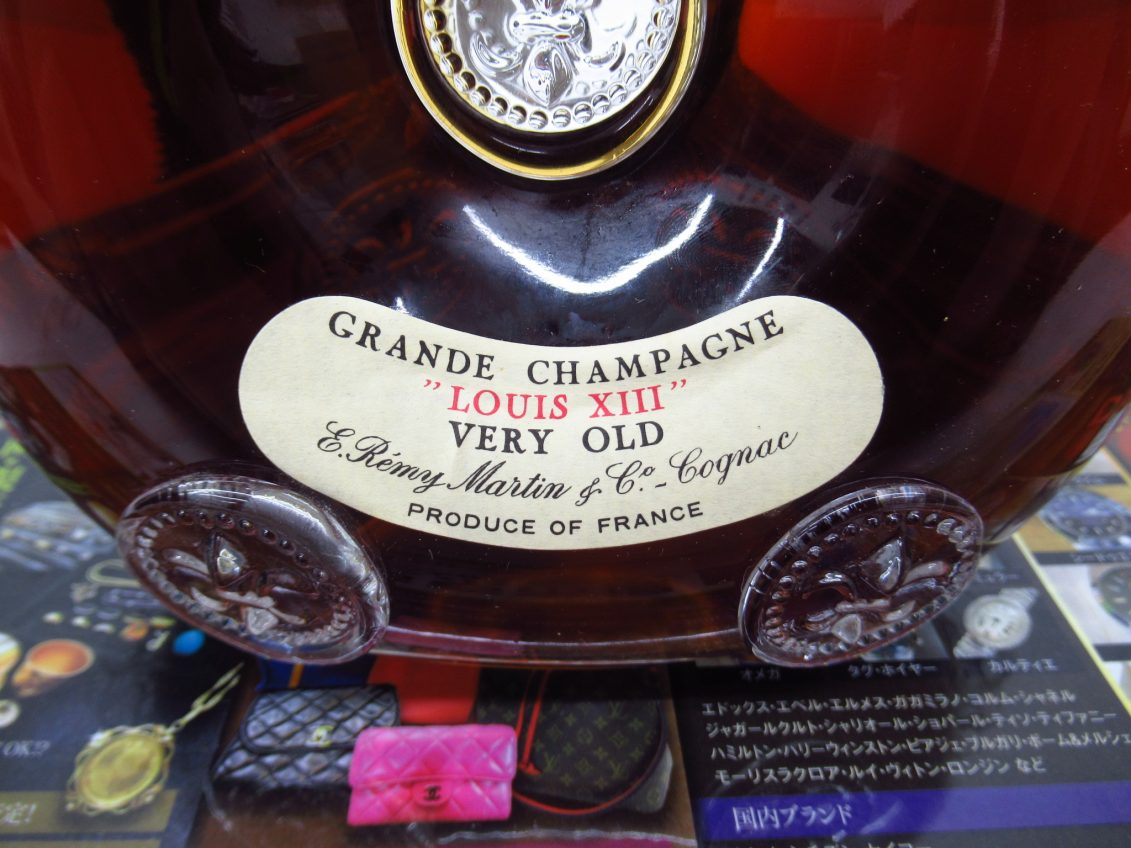 GRANDE CHAMPAGNE
"LOUIS XIII"
VERY OLD
E. Rémy Martin & Cº.-Cognac
PRODUCE OF FRANCE
オメガ タグ・ホイヤー カルティエ
エドックス・エベル・エルメス・ガガミラノ・コルム・シャネル
ジャガールクルト・シャリオール・ショパール・ティソ・ティファニー
ハミルトン・ハリーウィンストン・ピアジェ・ブルガリ・ボーム&メルシェ
モーリスラクロア・ルイ・ヴィトン・ロンジン など
国内ブランド